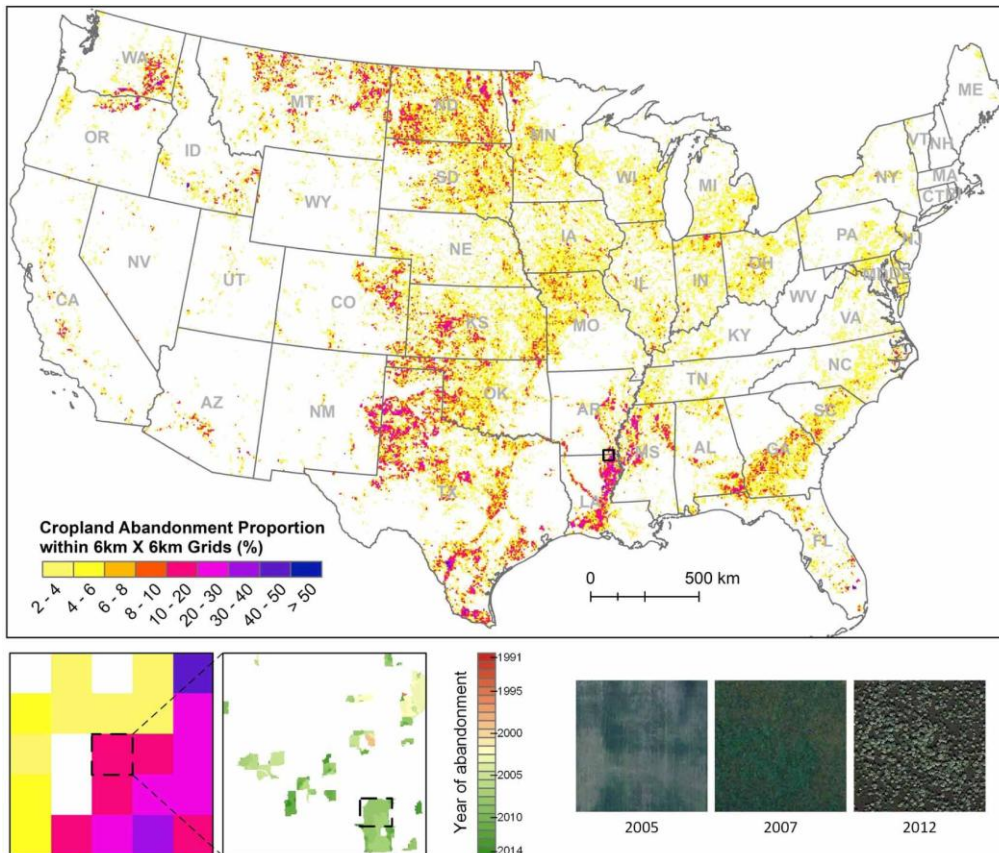 WA
MT
ND
MN
ME
OR
ID
SD
WI
MI
VT
NH
NY
MA
CT
WY
IA
PA
NJ
NE
NV
UT
IL
IN
OH
CA
CO
KS
MO
WV
VA
KY
NC
AZ
NM
OK
AR
TN
SC
MS
AL
GA
TX
LA
FL
Cropland Abandonment Proportion
within 6km X 6km Grids (%)
2 - 4
4 - 6
6 - 8
8 - 10
10 - 20
20 - 30
30 - 40
40 - 50
> 50
0 500 km
Year of abandonment
1991
1995
2000
2005
2010
2014
2005 2007 2012